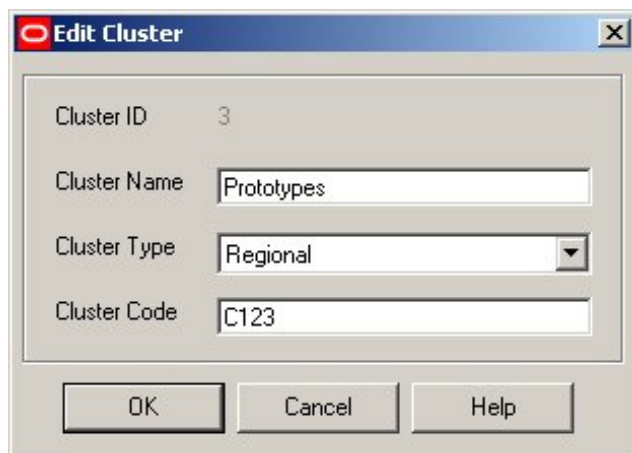 Edit Cluster
Cluster ID 3
Cluster Name Prototypes
Cluster Type Regional
Cluster Code C123
OK Cancel Help